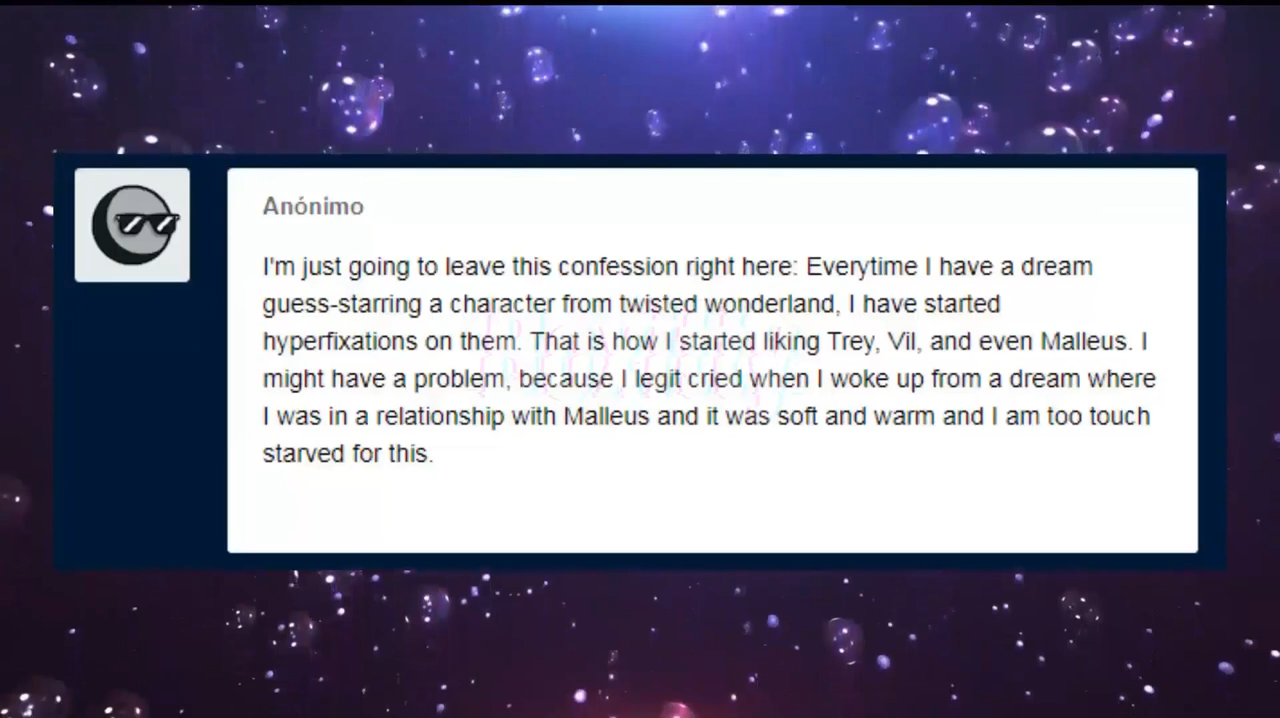 Anónimo
I'm just going to leave this confession right here: Everytime I have a dream
guess-starring a character from twisted wonderland, I have started
hyperfixations on them. That is how I started liking Trey, Vil, and even Malleus. I
might have a problem, because I legit cried when I woke up from a dream where
I was in a relationship with Malleus and it was soft and warm and I am too touch
starved for this.